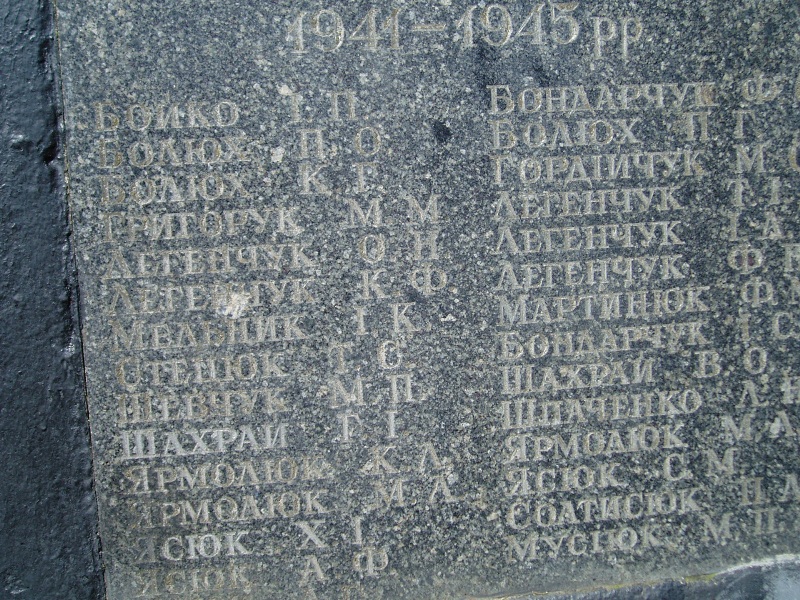 1941-1945 рр
БОЙКО І П
БОЛЮХ П О
БОЛЮХ К Г
ГРИГОРУК М М
ЛЕГЕНЧУК О Н
ЛЕГЕНЧУК К Ф
МЕЛЬНИК І К
СТЕЦЮК Т С
ШЕВЧУК М П
ШАХРАЙ Г І
ЯРМОЛЮК К Л
ЯРМОЛЮК М А
ЯСЮК Х І
ЯСЮК А Ф
БОНДАРЧУК Ф
БОЛЮХ П Г
ГОРДІЙЧУК М С
ЛЕГЕНЧУК Т І
ЛЕГЕНЧУК І А
ЛЕГЕНЧУК Ф
МАРТИНЮК Ф
БОНДАРЧУК І С
ШАХРАЙ В О
ШПАЧЕНКО Л
ЯРМОЛЮК М А
ЯСЮК С М
СОЛТИСЮК П
МУСІЮК М П